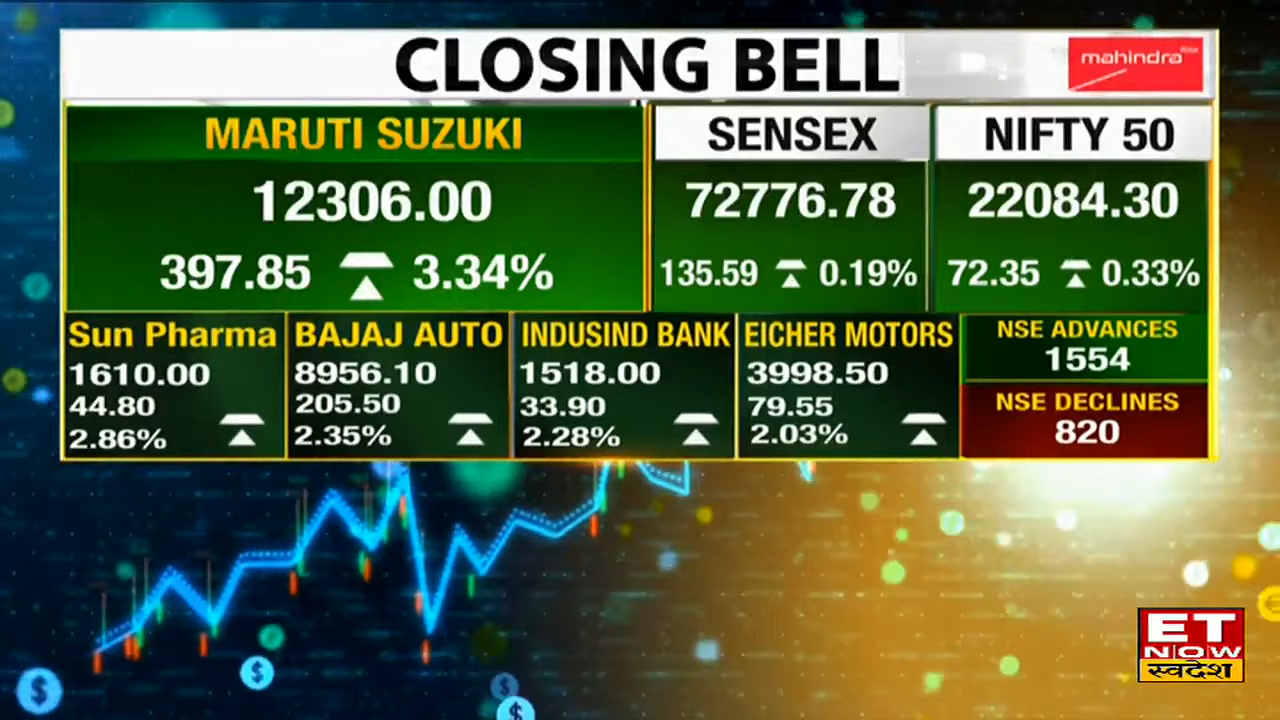 CLOSING BELL
mahindra Rise
MARUTI SUZUKI
12306.00
397.85 3.34%
SENSEX
72776.78
135.59 0.19%
NIFTY 50
22084.30
72.35 0.33%
Sun Pharma
1610.00
44.80
2.86%
BAJAJ AUTO
8956.10
205.50
2.35%
INDUSIND BANK
1518.00
33.90
2.28%
EICHER MOTORS
3998.50
79.55
2.03%
NSE ADVANCES
1554
NSE DECLINES
820
$
$
$
$
ET
NOW
स्वदेश